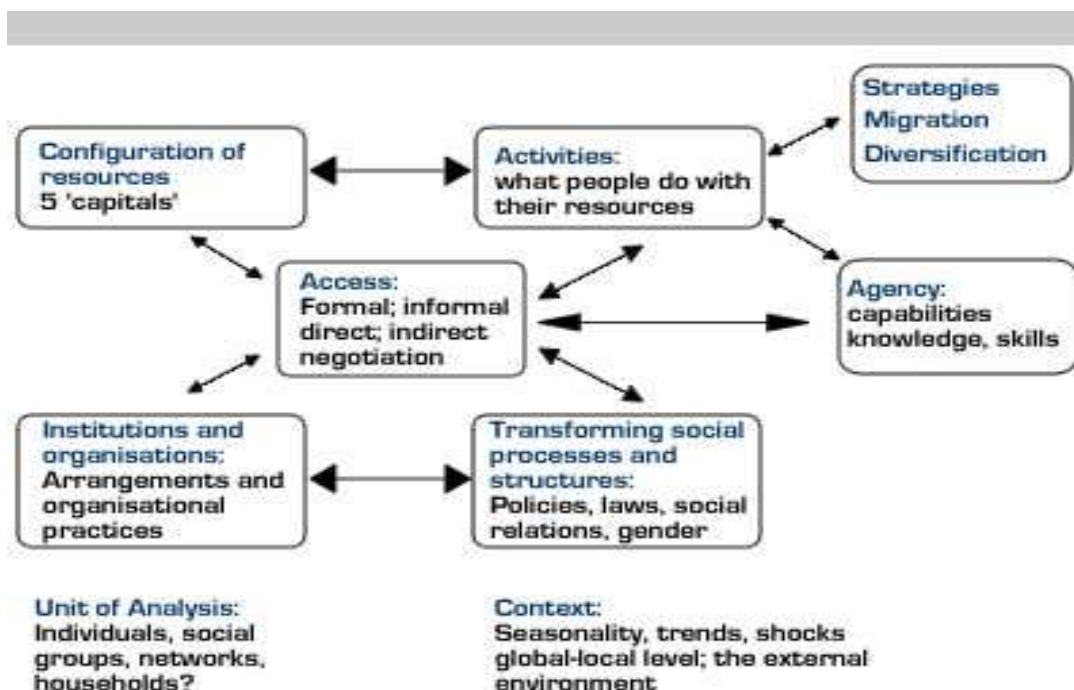 Strategies
Migration
Diversification
Configuration of
resources
5 'capitals'
Activities:
what people do with
their resources
Access:
Formal; informal
direct; indirect
negotiation
Agency:
capabilities
knowledge, skills
Institutions and
organisations:
Arrangements and
organisational
practices
Transforming social
processes and
structures:
Policies, laws, social
relations, gender
Unit of Analysis:
Individuals, social
groups, networks,
households?
Context:
Seasonality, trends, shocks
global-local level; the external
environment